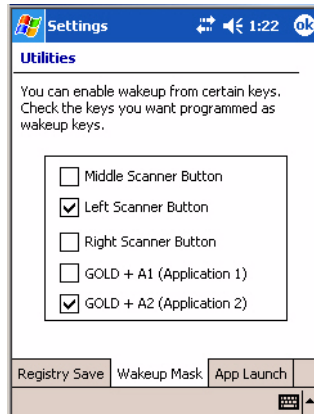 Settings 1:22 ok
Utilities
You can enable wakeup from certain keys.
Check the keys you want programmed as
wakeup keys.
Middle Scanner Button
Left Scanner Button
Right Scanner Button
GOLD + A1 (Application 1)
GOLD + A2 (Application 2)
Registry Save Wakeup Mask App Launch